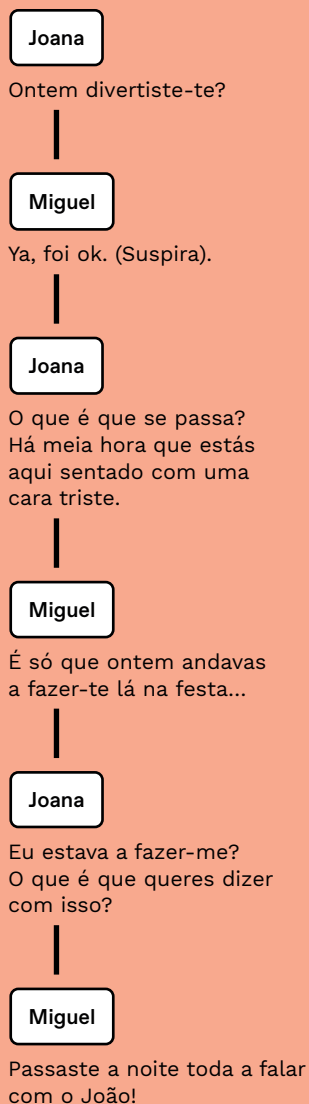 Joana
Ontem divertiste-te?
Miguel
Ya, foi ok. (Suspira).
Joana
O que é que se passa?
Há meia hora que estás
aqui sentado com uma
cara triste.
Miguel
É só que ontem andavas
a fazer-te lá na festa...
Joana
Eu estava a fazer-me?
O que é que queres dizer
com isso?
Miguel
Passaste a noite toda a falar
com o João!